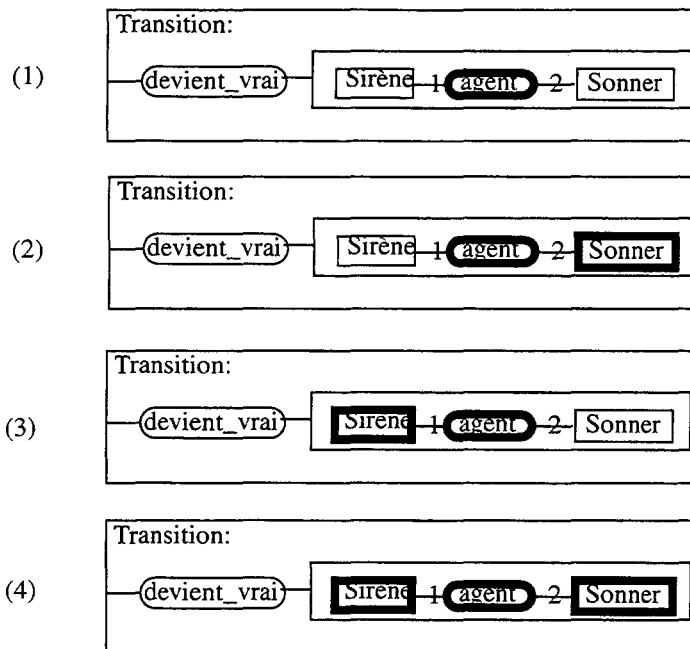 Transition:
(1) devient_vrai Sirène 1 agent 2 Sonner
Transition:
(2) devient_vrai Sirène 1 agent 2 Sonner
Transition:
(3) devient_vrai Sirène 1 agent 2 Sonner
Transition:
(4) devient_vrai Sirène 1 agent 2 Sonner